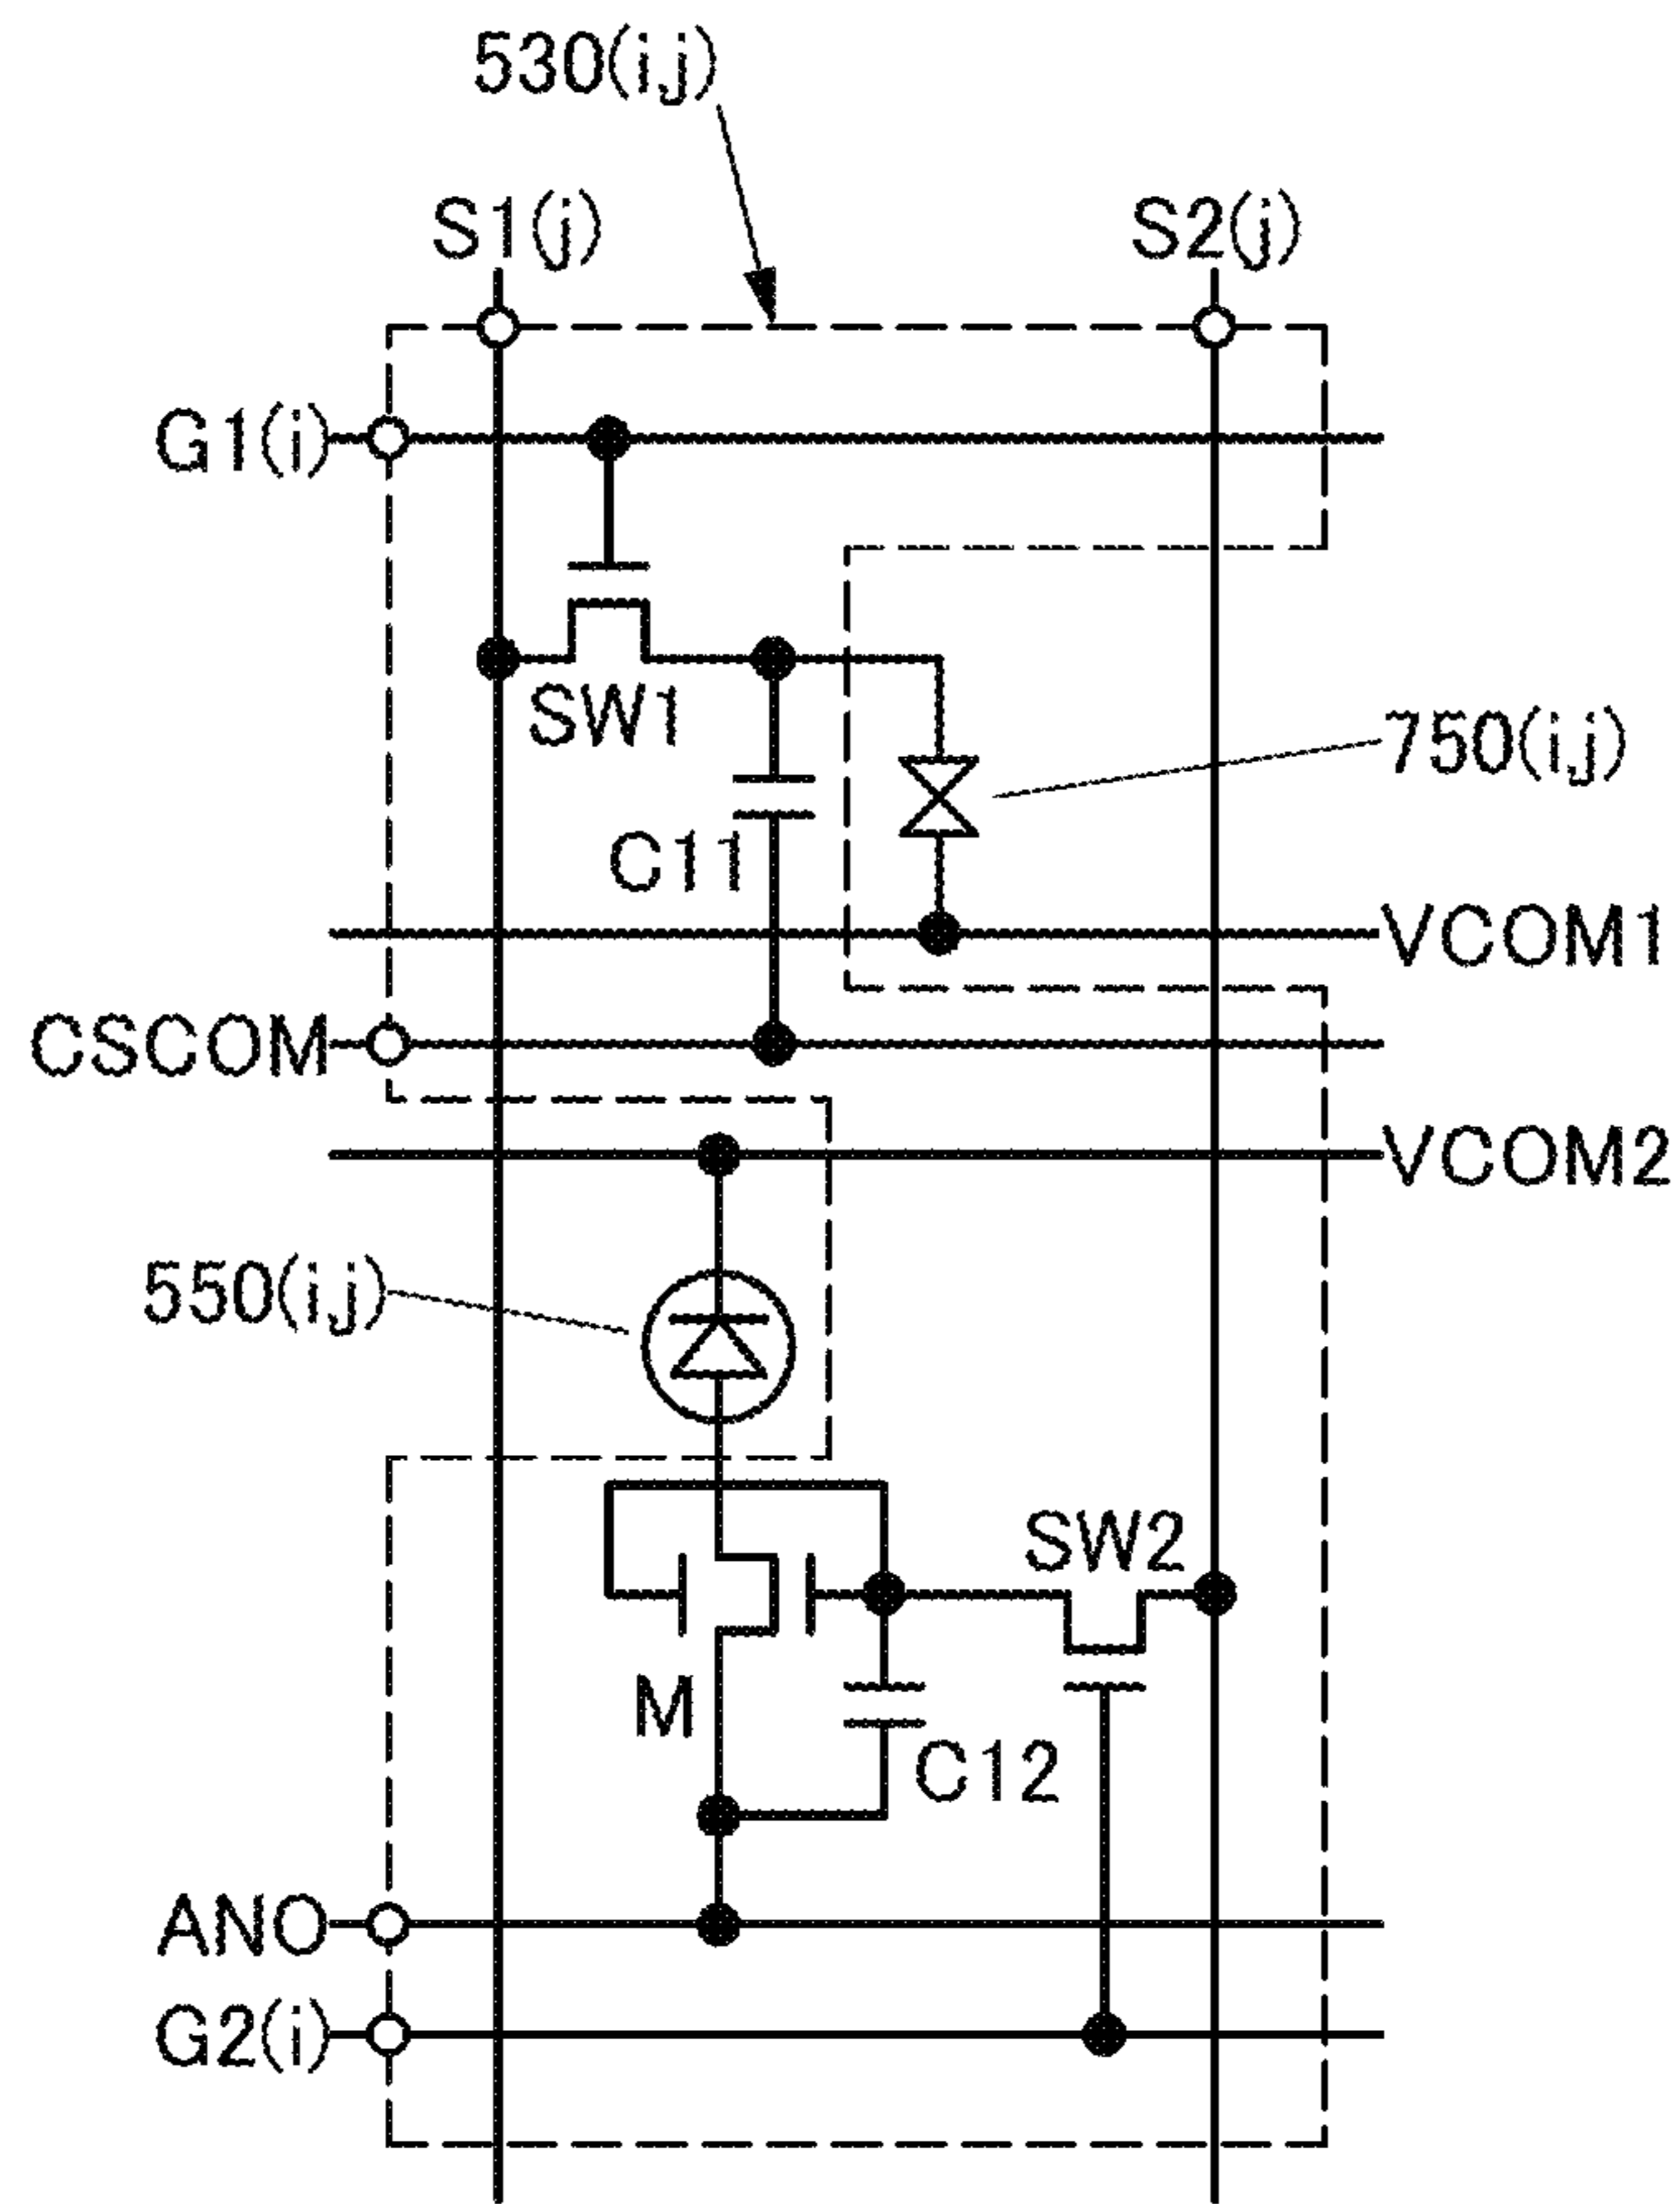 530(i,j)
S1(j)
S2(j)
G1(i)
SW1
750(i,j)
C11
VCOM1
CSCOM
VCOM2
550(i,j)
SW2
M
C12
ANO
G2(i)